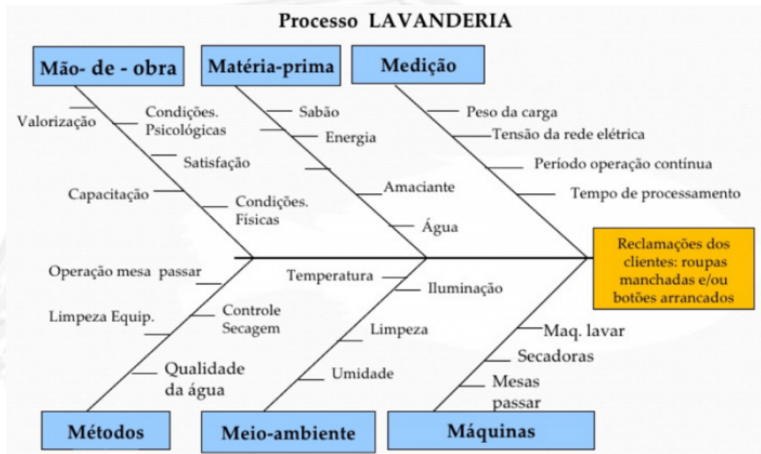 Processo LAVANDERIA
Mão- de - obra
Matéria-prima
Medição
Valorização
Condições.
Psicológicas
Satisfação
Capacitação
Condições.
Físicas
Sabão
Energia
Amaciante
Água
Peso da carga
Tensão da rede elétrica
Período operação contínua
Tempo de processamento
Reclamações dos
clientes: roupas
manchadas e/ou
botões arrancados
Operação mesa passar
Limpeza Equip.
Controle
Secagem
Qualidade
da água
Temperatura
Iluminação
Limpeza
Umidade
Maq. lavar
Secadoras
Mesas
passar
Métodos
Meio-ambiente
Máquinas